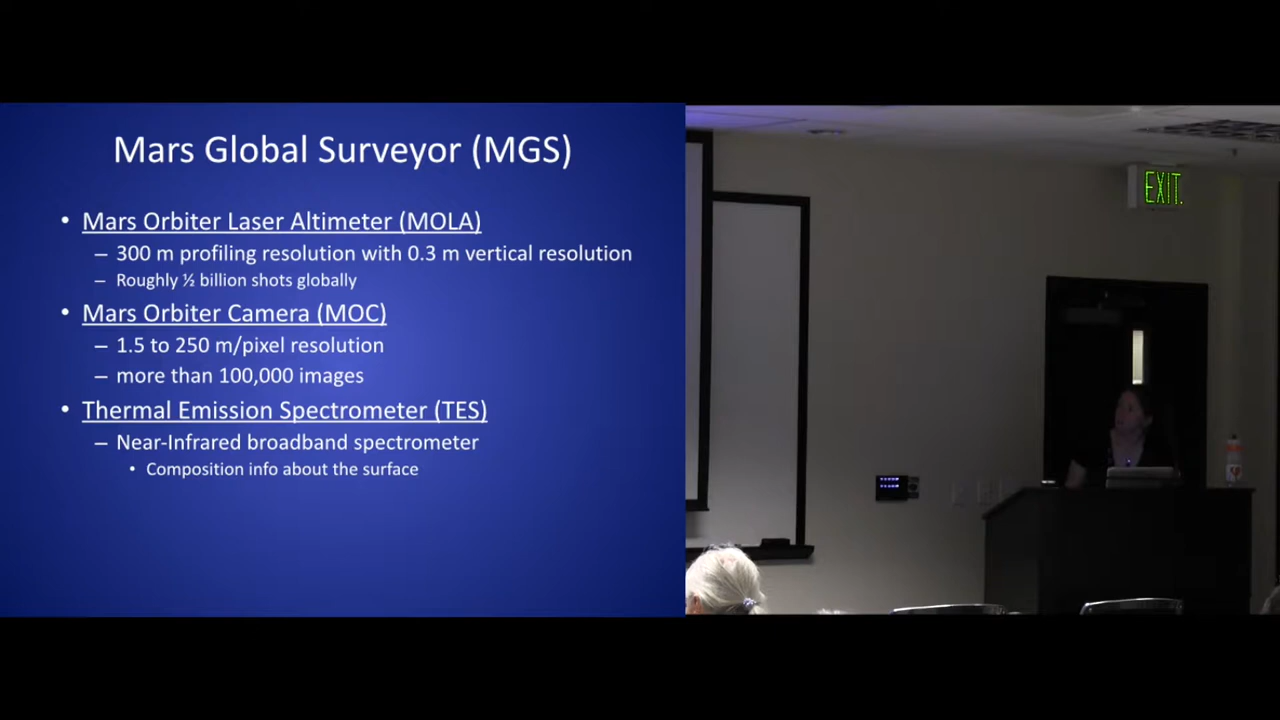 Mars Global Surveyor (MGS)
• Mars Orbiter Laser Altimeter (MOLA)
– 300 m profiling resolution with 0.3 m vertical resolution
– Roughly ½ billion shots globally
• Mars Orbiter Camera (MOC)
– 1.5 to 250 m/pixel resolution
– more than 100,000 images
• Thermal Emission Spectrometer (TES)
– Near-Infrared broadband spectrometer
• Composition info about the surface
EXIT